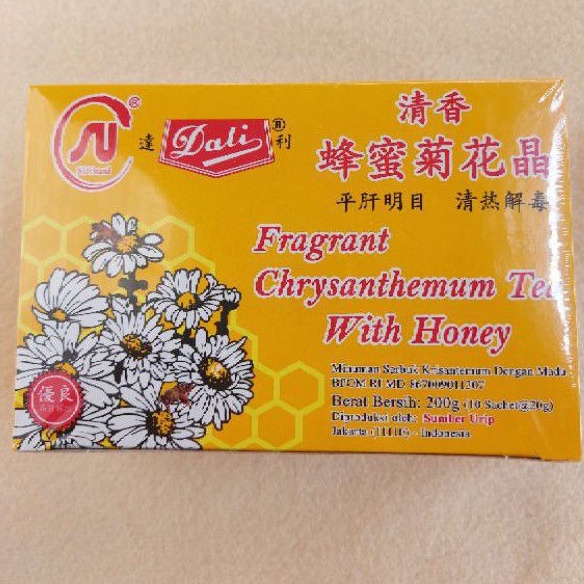 ®
達 Dali® 利
清香
蜂蜜菊花晶
平肝明目 清热解毒
Fragrant
Chrysanthemum Tea
With Honey
Minuman Serbuk Krisantemum Dengan Madu
BPOM RI MD 867009011207
Berat Bersih: 200g (10 Sachet@20g)
Diproduksi oleh: Sumber Urip
Jakarta (11110) - Indonesia
優良